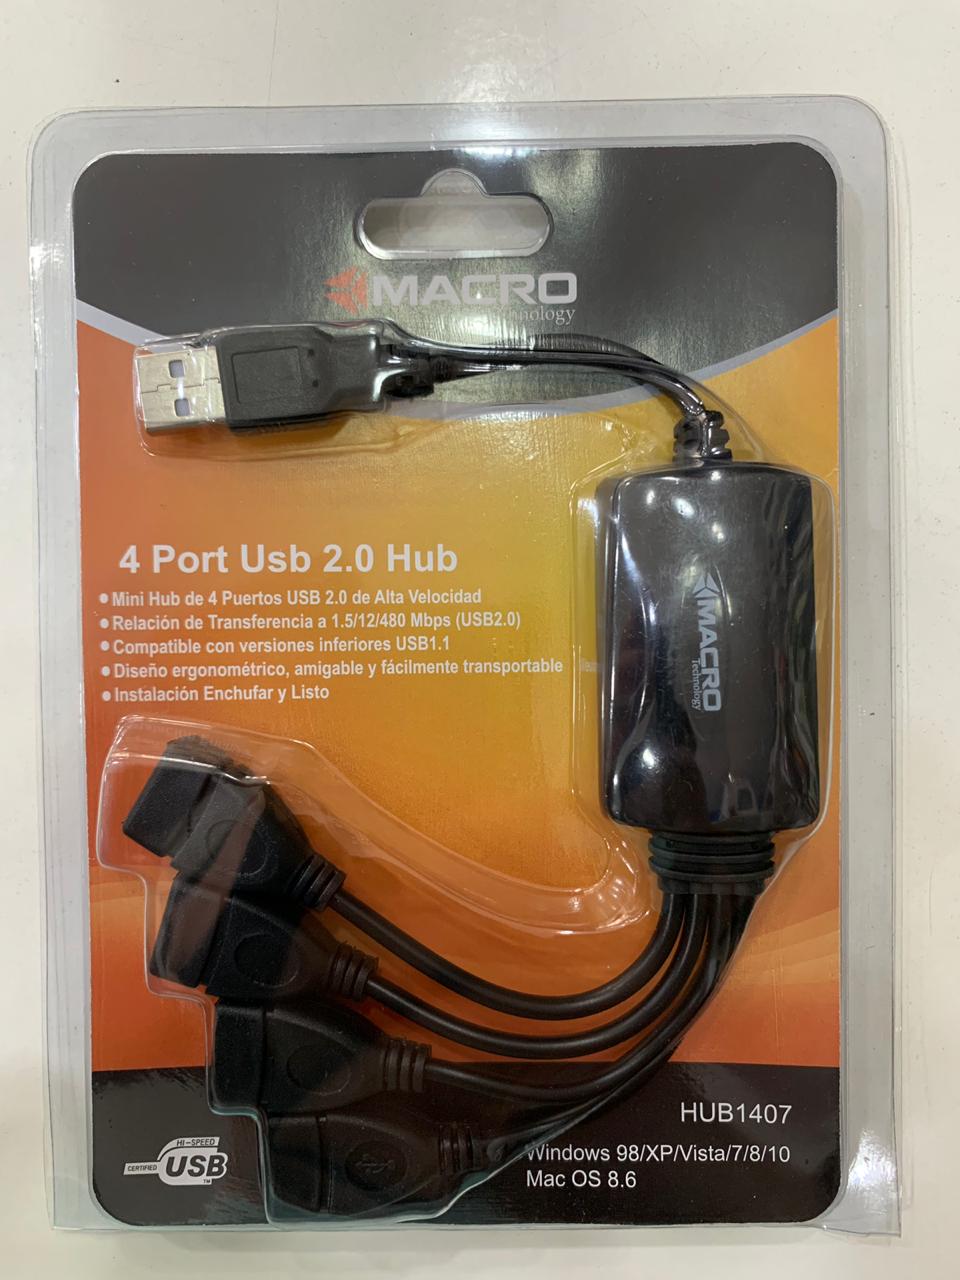 MACRO
Technology
4 Port Usb 2.0 Hub
• Mini Hub de 4 Puertos USB 2.0 de Alta Velocidad
• Relación de Transferencia a 1.5/12/480 Mbps (USB2.0)
• Compatible con versiones inferiores USB1.1
• Diseño ergonométrico, amigable y fácilmente transportable
• Instalación Enchufar y Listo
MACRO
Technology
HUB1407
Windows 98/XP/Vista/7/8/10
Mac OS 8.6
HI-SPEED
CERTIFIED
USB
TM